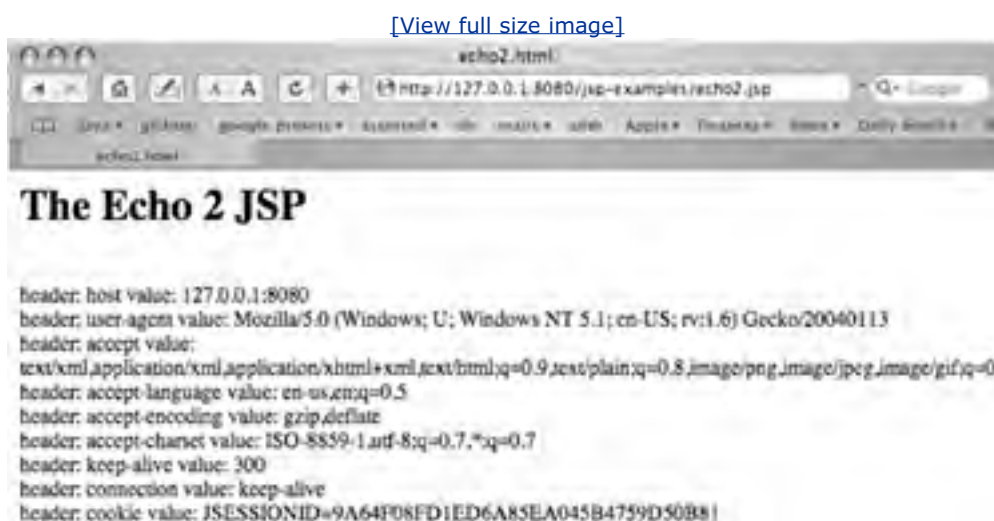 [View full size image]
echo2.html
A A http://127.0.0.1:8080/jsp-examples/echo2.jsp Q- Google
Java google Apple Daily
echo2.html
The Echo 2 JSP
header: host value: 127.0.0.1:8080
header: user-agent value: Mozilla/5.0 (Windows; U; Windows NT 5.1; en-US; rv:1.6) Gecko/20040113
header: accept value:
text/xml,application/xml,application/xhtml+xml,text/html;q=0.9,text/plain;q=0.8,image/png,image/jpeg,image/gif;q=0
header: accept-language value: en-us,en;q=0.5
header: accept-encoding value: gzip,deflate
header: accept-charset value: ISO-8859-1,utf-8;q=0.7,*;q=0.7
header: keep-alive value: 300
header: connection value: keep-alive
header: cookie value: JSESSIONID=9A64F08FD1ED6A85EA045B4759D50B81